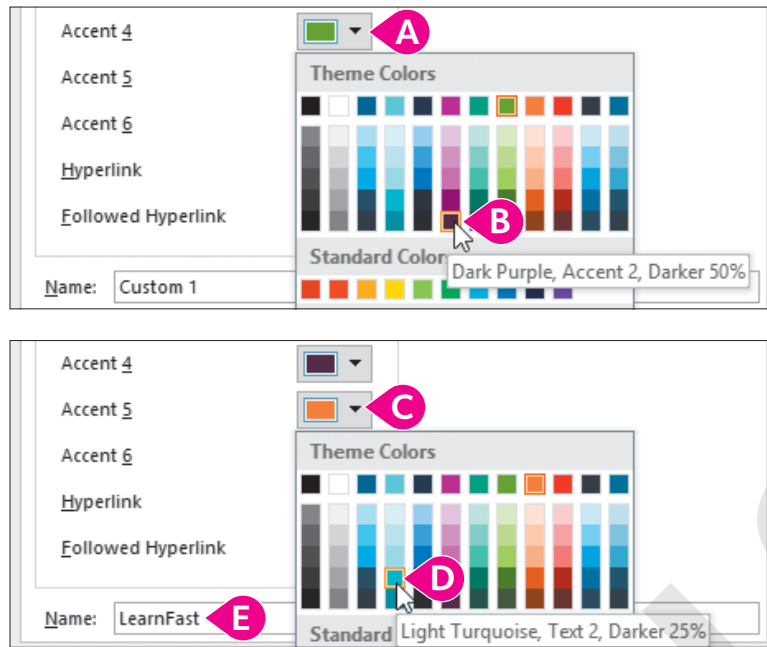 Accent 4
A
Theme Colors
Accent 5
Accent 6
Hyperlink
Followed Hyperlink
B
Standard Color
Dark Purple, Accent 2, Darker 50%
Name: Custom 1
Accent 4
Accent 5
C
Theme Colors
Accent 6
Hyperlink
Followed Hyperlink
D
Name: LearnFast
E
Standard
Light Turquoise, Text 2, Darker 25%